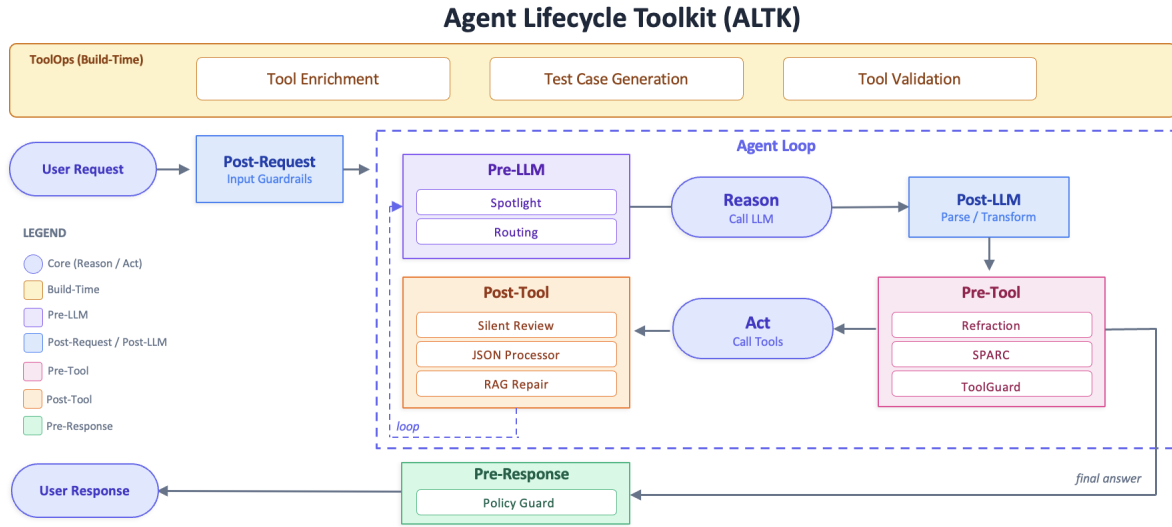 Agent Lifecycle Toolkit (ALTK)
ToolOps (Build-Time)
Tool Enrichment
Test Case Generation
Tool Validation
User Request
Post-Request
Input Guardrails
Agent Loop
Pre-LLM
Spotlight
Routing
Reason
Call LLM
Post-LLM
Parse / Transform
LEGEND
Core (Reason / Act)
Build-Time
Pre-LLM
Post-Request / Post-LLM
Pre-Tool
Post-Tool
Pre-Response
Post-Tool
Silent Review
JSON Processor
RAG Repair
Act
Call Tools
Pre-Tool
Refraction
SPARC
ToolGuard
loop
final answer
Pre-Response
Policy Guard
User Response